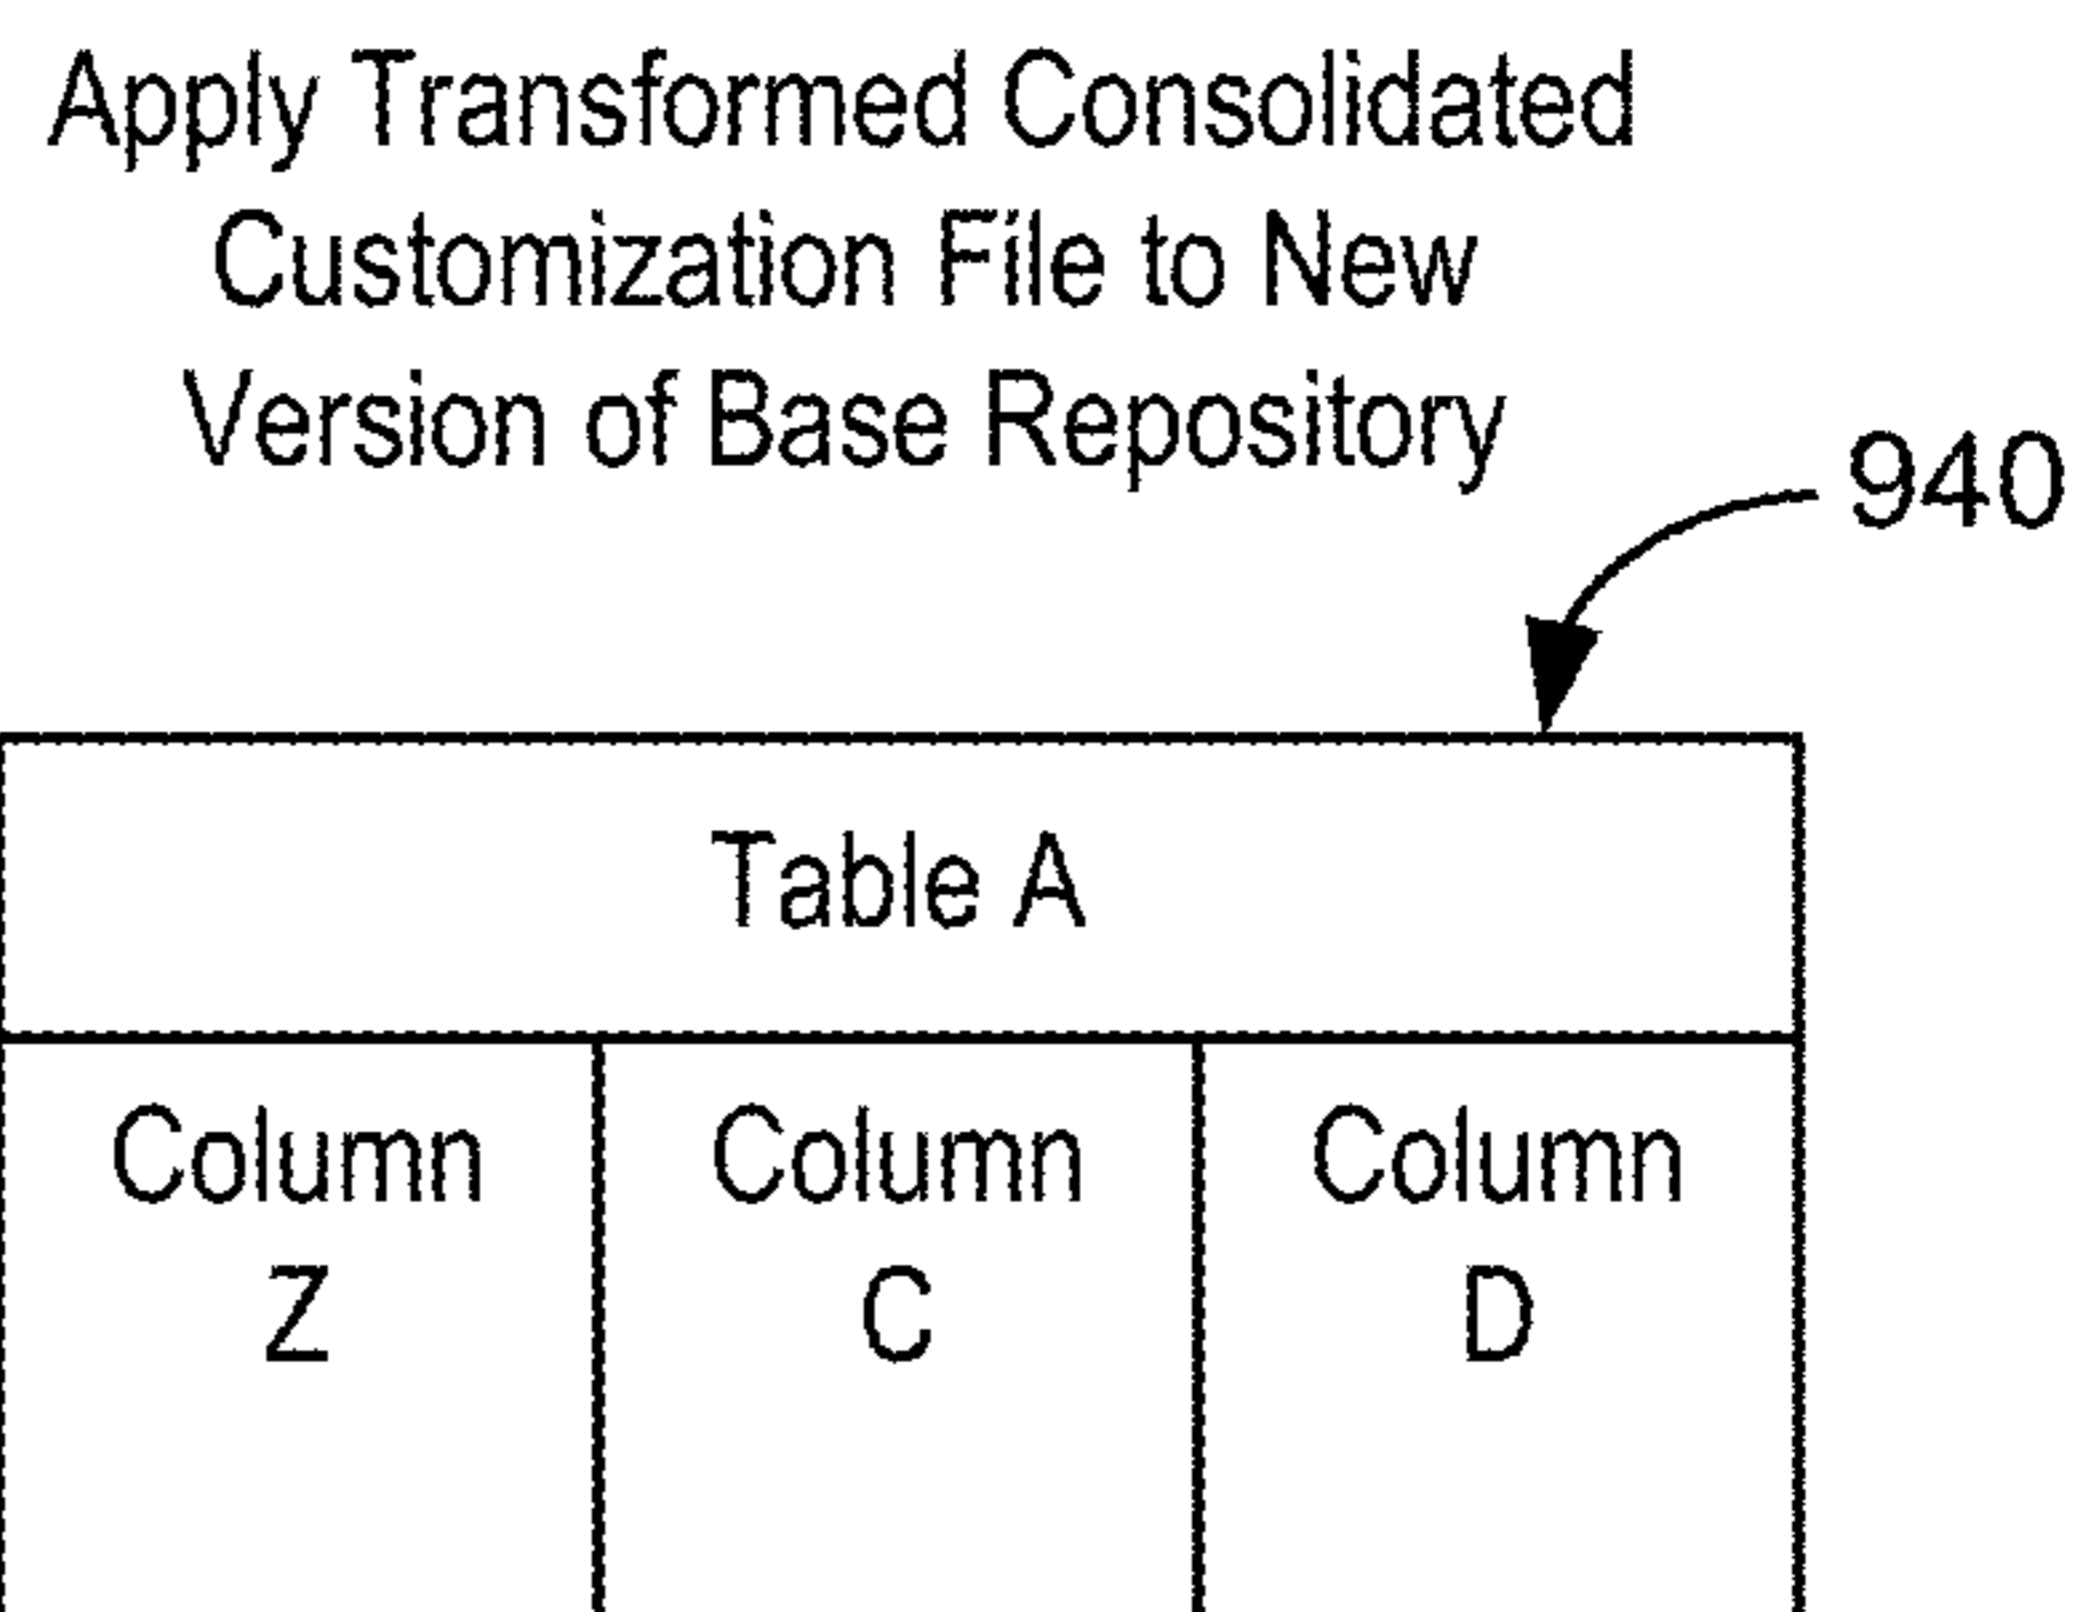 Apply Transformed Consolidated
Customization File to New
Version of Base Repository
940
Table A
Column Column Column
Z C D